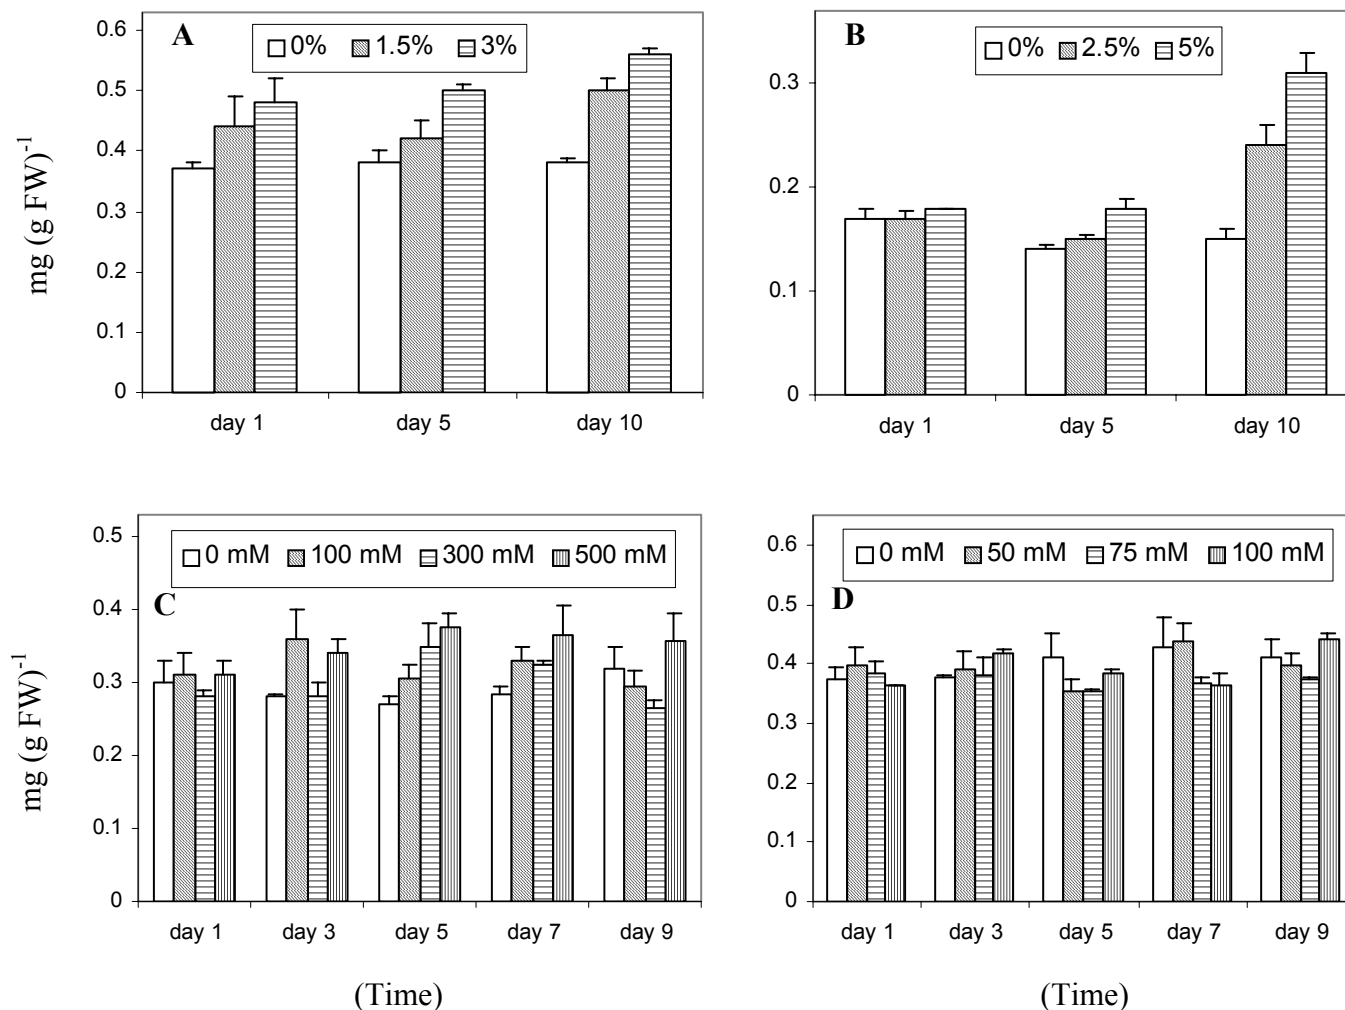 A
0% 1.5% 3%
0.6
0.5
0.4
0.3
0.2
0.1
0
day 1 day 5 day 10
mg (g FW)-1
B
0% 2.5% 5%
0.3
0.2
0.1
0
day 1 day 5 day 10
C
0 mM 100 mM 300 mM 500 mM
0.5
0.4
0.3
0.2
0.1
0
day 1 day 3 day 5 day 7 day 9
mg (g FW)-1
(Time)
D
0 mM 50 mM 75 mM 100 mM
0.6
0.5
0.4
0.3
0.2
0.1
0
day 1 day 3 day 5 day 7 day 9
(Time)